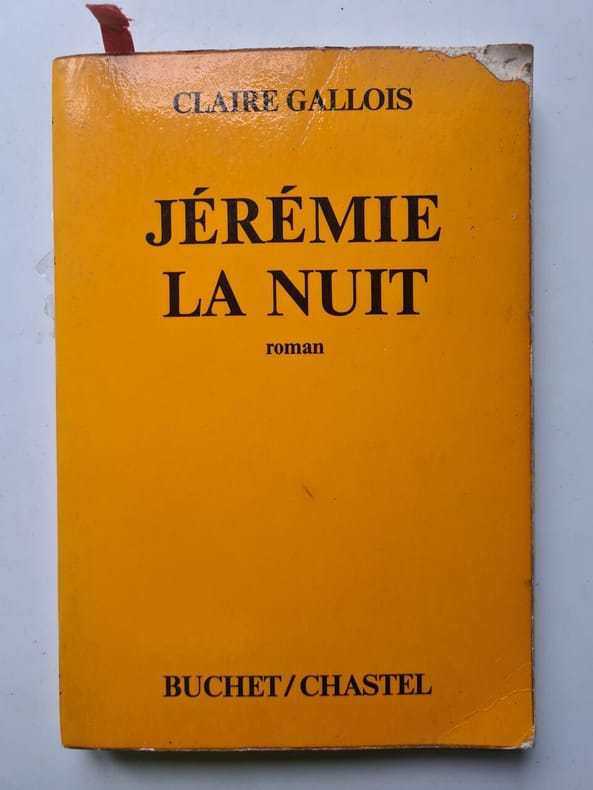 CLAIRE GALLOIS
JÉRÉMIE
LA NUIT
roman
BUCHET/CHASTEL